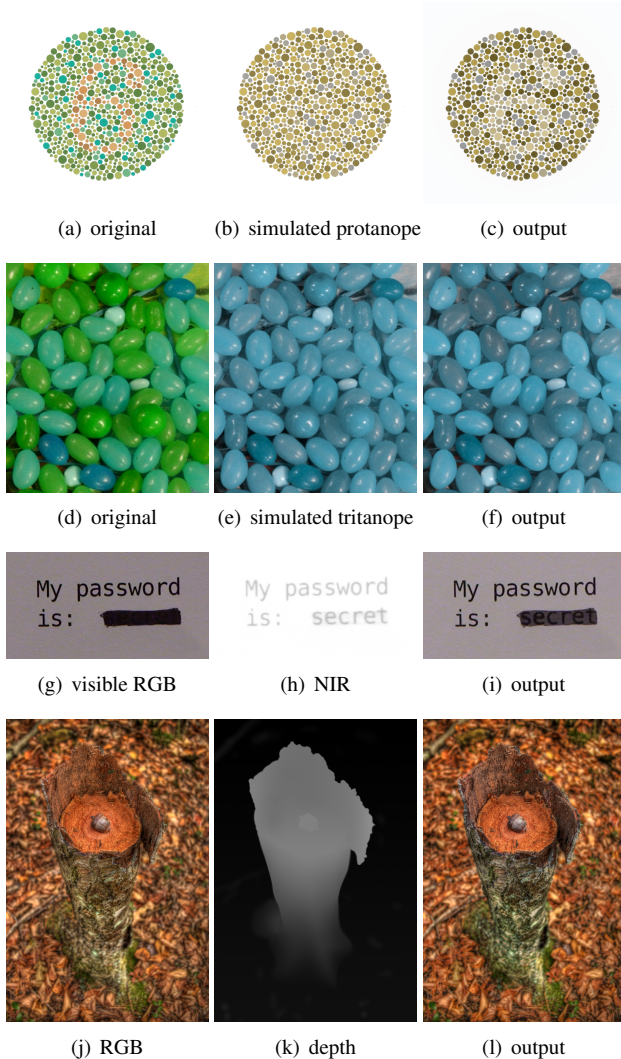 (a) original (b) simulated protanope (c) output
(d) original (e) simulated tritanope (f) output
My password
is:
My password
is: secret
My password
is: secret
(g) visible RGB (h) NIR (i) output
(j) RGB (k) depth (l) output